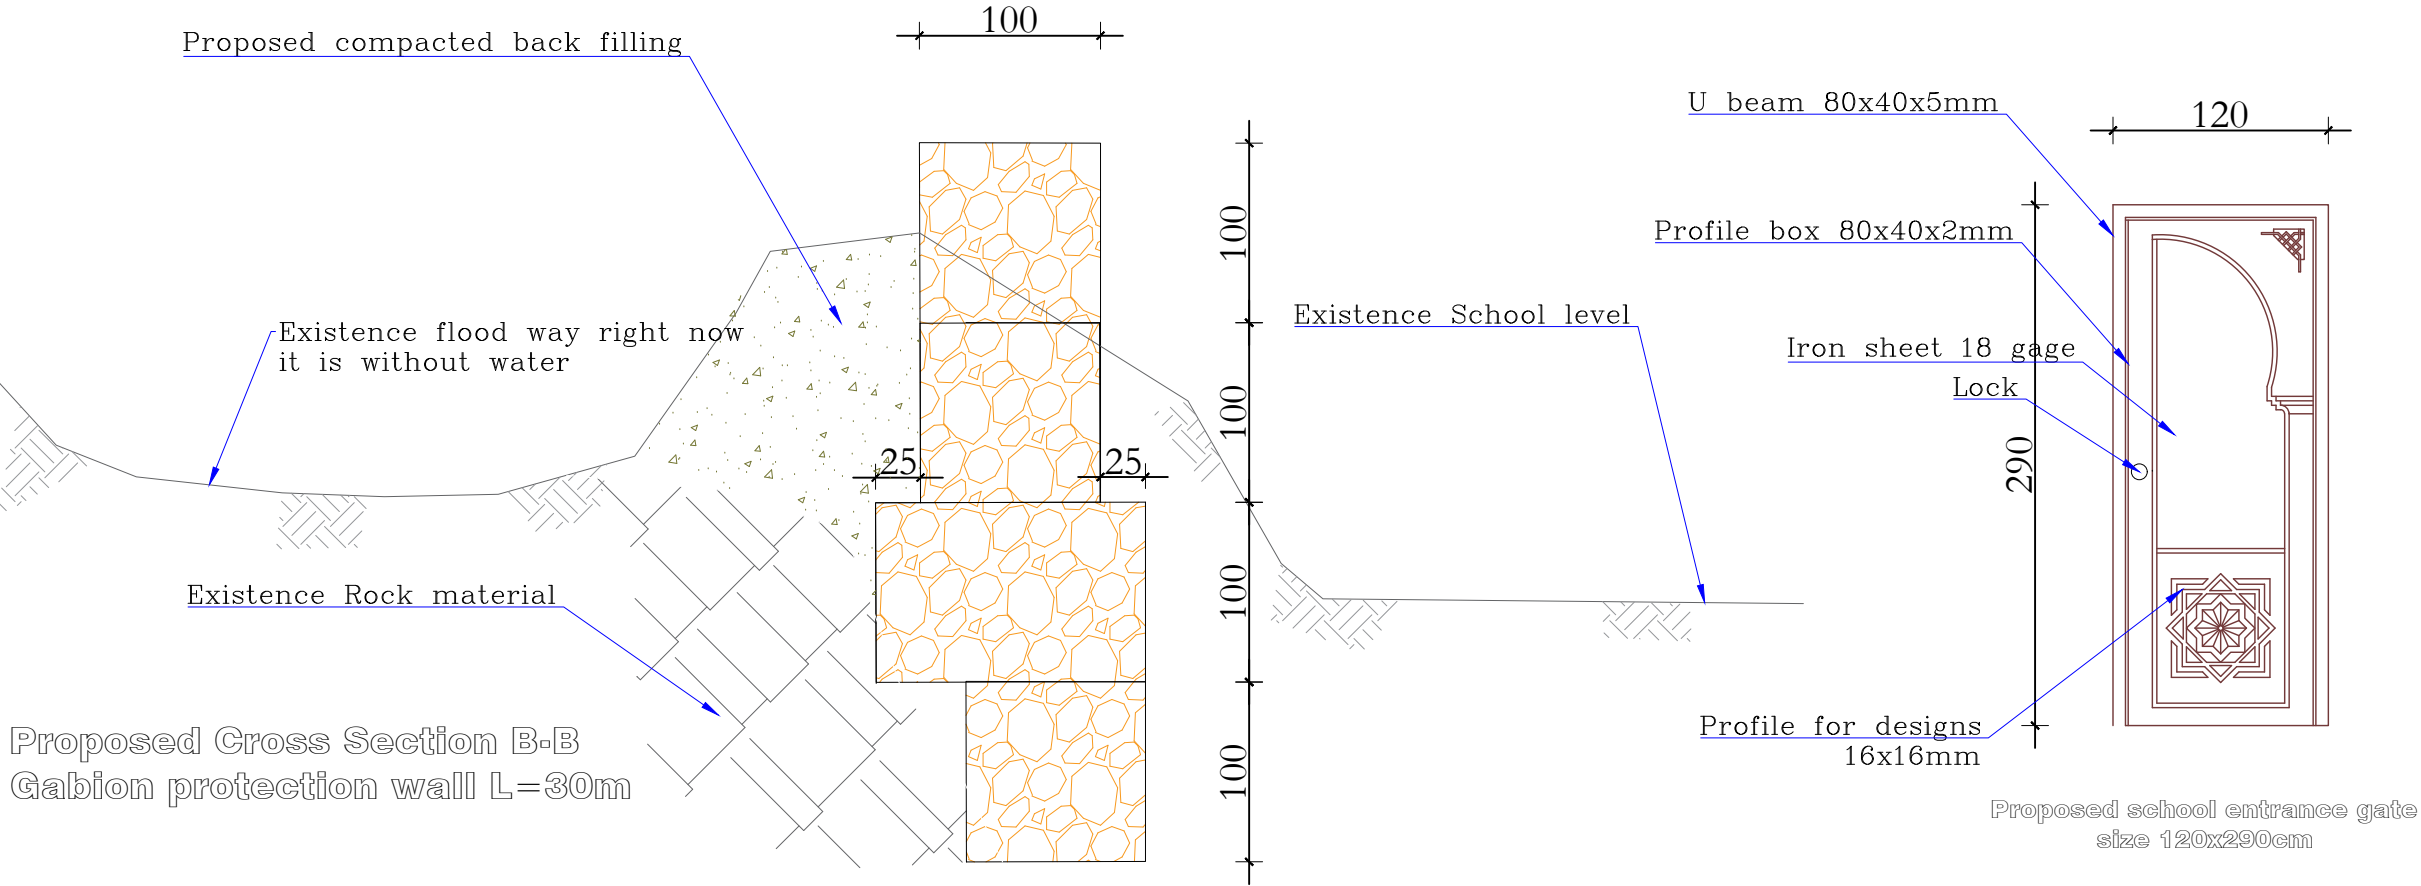 100
Proposed compacted back filling
U beam 80x40x5mm
120
100
Profile box 80x40x2mm
Existence School level
Existence flood way right now
it is without water
Iron sheet 18 gage
Lock
100
25
25
290
100
Existence Rock material
Profile for designs
16x16mm
100
Proposed Cross Section B-B
Gabion protection wall L=30m
Proposed school entrance gate
size 120x290cm